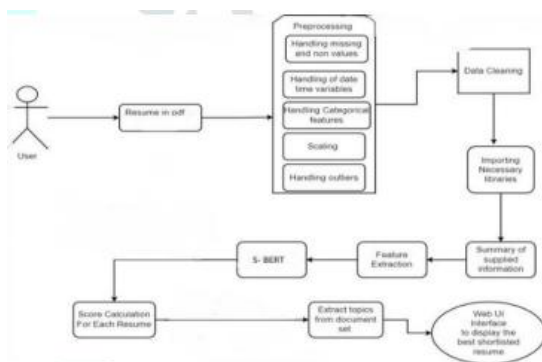 Preprocessing
Handling missing
and non values
Handling of date
time variables
Handling Categorical
features
Scaling
Handling outliers
Data Cleaning
User
Resume in odf
Importing
Necessary
libraries
Summary of
supplied
information
Feature
Extraction
S- BERT
Score Calculation
For Each Resume
Extract topics
from document
set
Web UI
Interface
to display the
best shortlisted
resume